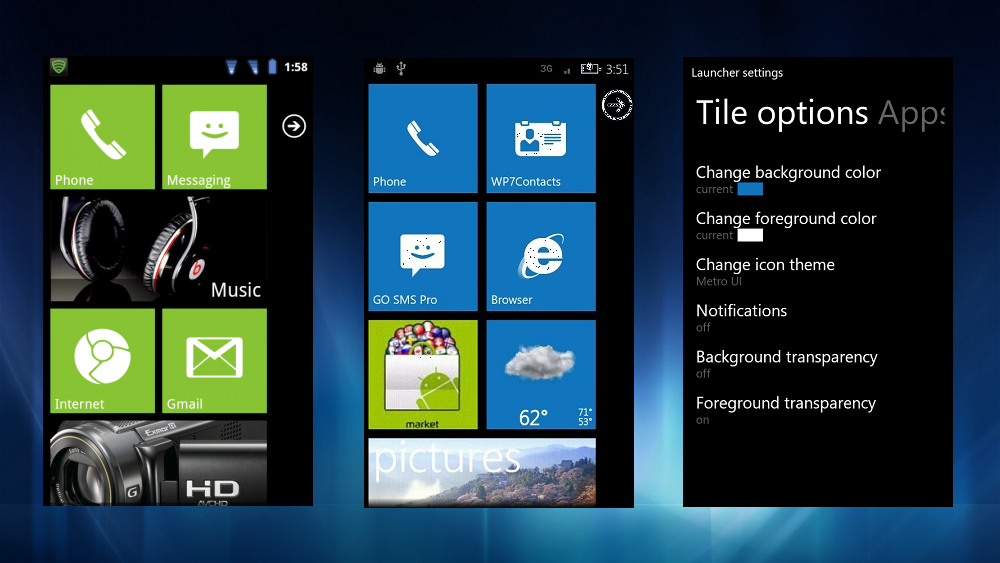 1:58
Phone
Messaging
Music
Internet
Gmail
Exmor
G
HD
AVCHD
3G
3:51
Phone
WP7Contacts
GO SMS Pro
Browser
market
62°
71°
53°
pictures
Launcher settings
Tile options Apps
Change background color
current
Change foreground color
current
Change icon theme
Metro UI
Notifications
off
Background transparency
off
Foreground transparency
on